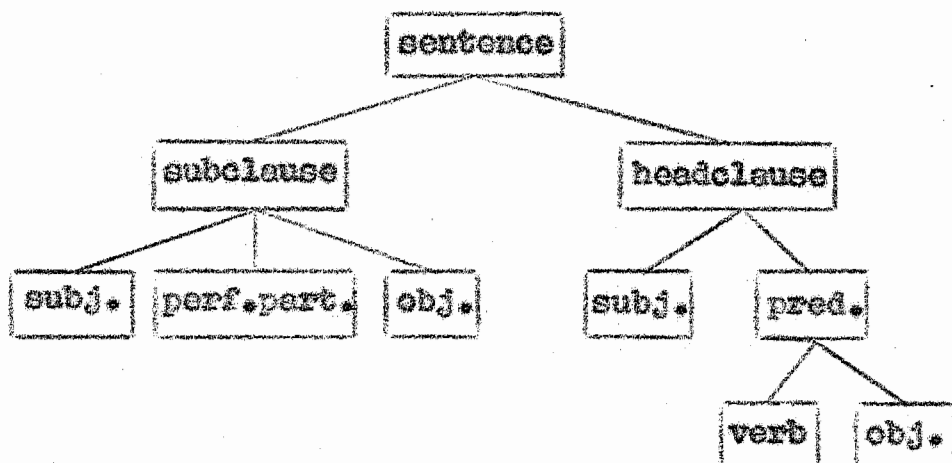 sentence
subclause headclause
subj. perf.part. obj. subj. pred.
verb obj.